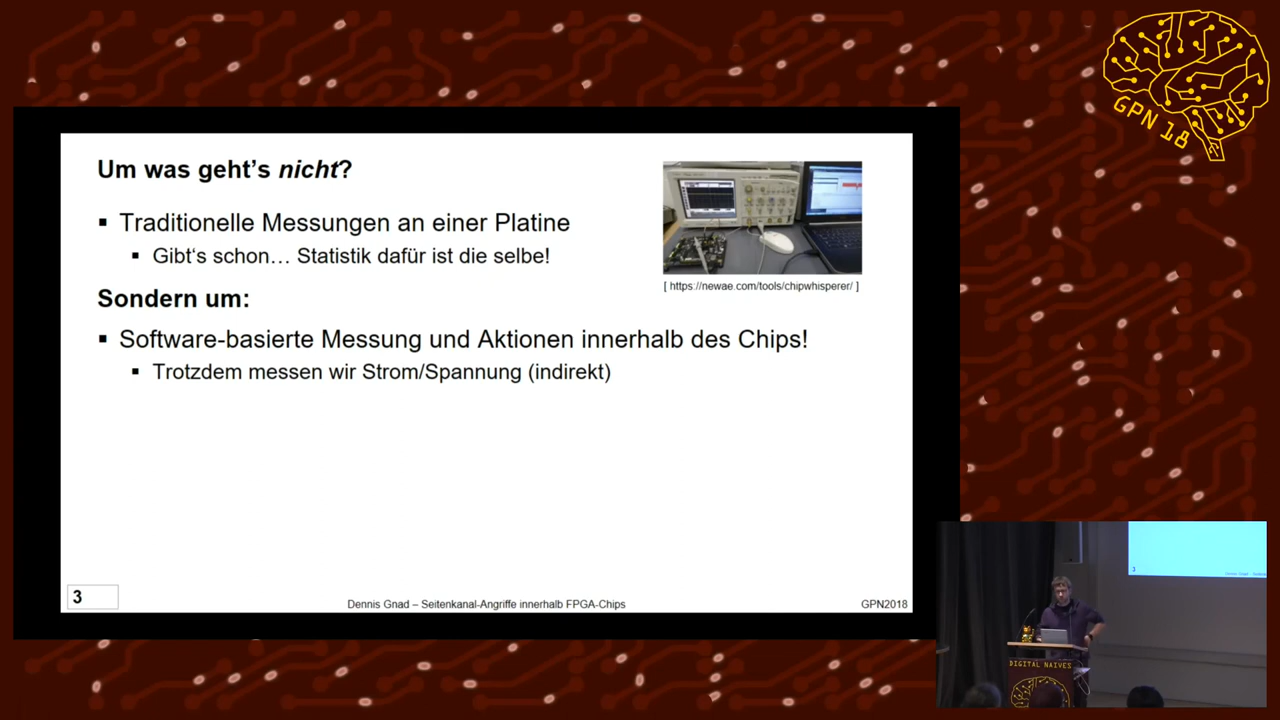 GPN 18
Um was geht's nicht?
Traditionelle Messungen an einer Platine
Gibt's schon… Statistik dafür ist die selbe!
[ https://newae.com/tools/chipwhisperer/ ]
Sondern um:
Software-basierte Messung und Aktionen innerhalb des Chips!
Trotzdem messen wir Strom/Spannung (indirekt)
3
Dennis Gnad – Seitenkanal-Angriffe innerhalb FPGA-Chips
GPN2018
3
DIGITAL NAIVES